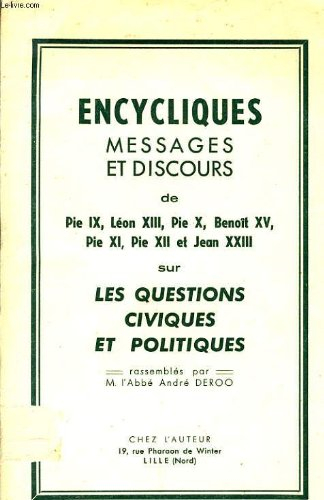 Le-livre.com
ENCYCLIQUES
MESSAGES
ET DISCOURS
de
Pie IX, Léon XIII, Pie X, Benoît XV,
Pie XI, Pie XII et Jean XXIII
sur
LES QUESTIONS
CIVIQUES
ET POLITIQUES
rassemblés par
M. l'Abbé André DEROO
CHEZ L'AUTEUR
19, rue Pharaon de Winter
LILLE (Nord)